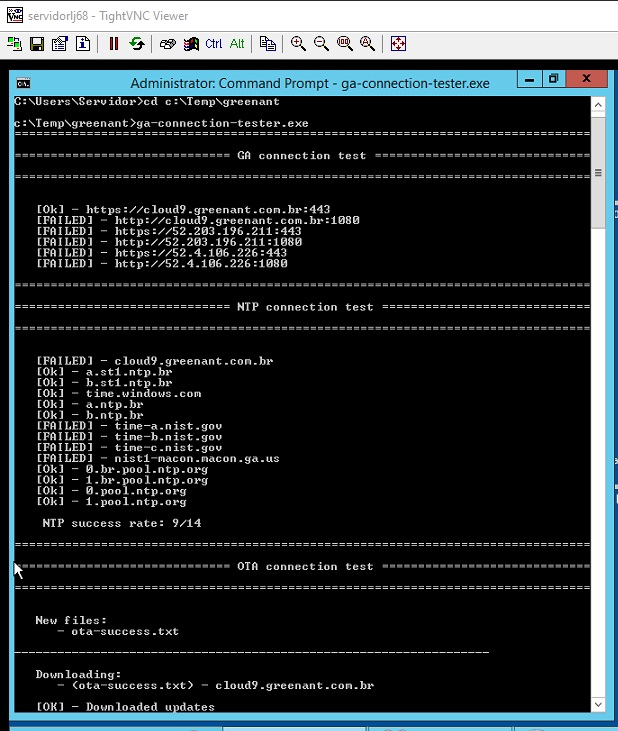 servidorlj68 - TightVNC Viewer
Ctrl Alt
Administrator: Command Prompt - ga-connection-tester.exe
C:\Users\Servidor>cd c:\Temp\greenant
c:\Temp\greenant>ga-connection-tester.exe
================================================================================
============================== GA connection test ==============================
================================================================================
[Ok] - https://cloud9.greenant.com.br:443
[FAILED] - http://cloud9.greenant.com.br:1080
[FAILED] - https://52.203.196.211:443
[FAILED] - http://52.203.196.211:1080
[FAILED] - https://52.4.106.226:443
[FAILED] - http://52.4.106.226:1080
================================================================================
============================== NTP connection test =============================
================================================================================
[FAILED] - cloud9.greenant.com.br
[Ok] - a.st1.ntp.br
[Ok] - b.st1.ntp.br
[Ok] - time.windows.com
[Ok] - a.ntp.br
[Ok] - b.ntp.br
[FAILED] - time-a.nist.gov
[FAILED] - time-b.nist.gov
[FAILED] - time-c.nist.gov
[FAILED] - nist1-macon.macon.ga.us
[Ok] - 0.br.pool.ntp.org
[Ok] - 1.br.pool.ntp.org
[Ok] - 0.pool.ntp.org
[Ok] - 1.pool.ntp.org
NTP success rate: 9/14
================================================================================
============================== OTA connection test =============================
================================================================================
New files:
- ota-success.txt
------------------------------------------------------------------
Downloading:
- (ota-success.txt) - cloud9.greenant.com.br
[OK] - Downloaded updates